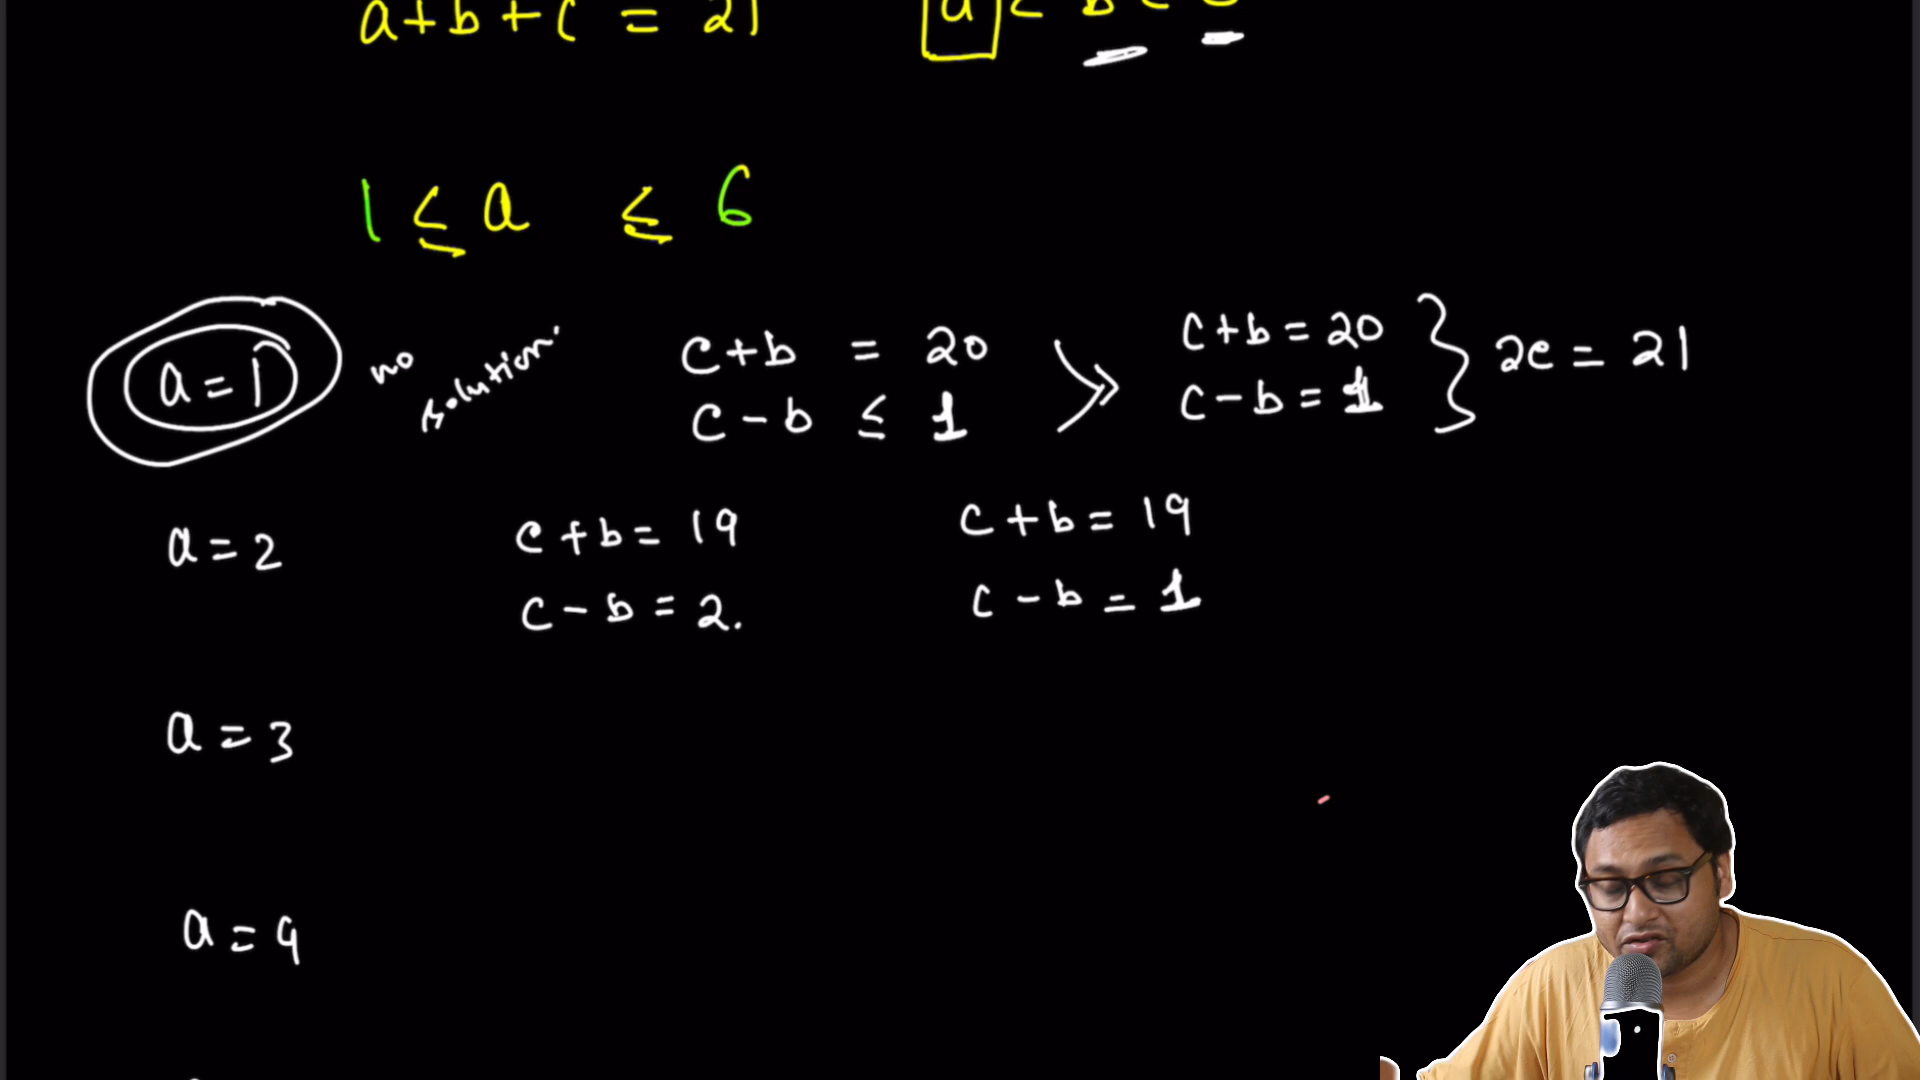 a+b+c = 21 a < b < c
1 ≤ a ≤ 6
a=1 no solution. c+b = 20 c+b=20 2c = 21
c-b ≤ 1 c-b=1
a=2 c+b=19 c+b=19
c-b=2. c-b=1
a=3
a=4